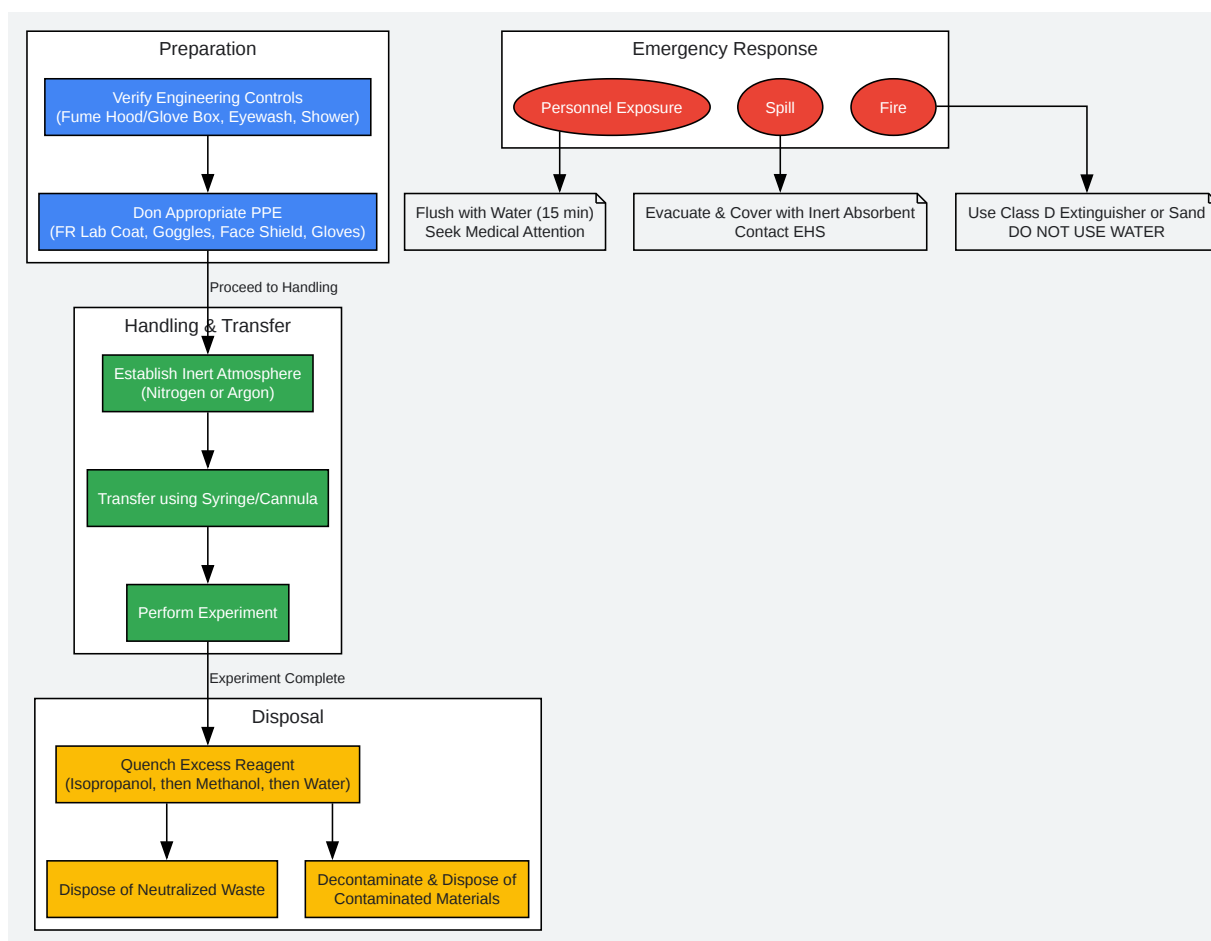 Preparation
Verify Engineering Controls
(Fume Hood/Glove Box, Eyewash, Shower)
Don Appropriate PPE
(FR Lab Coat, Goggles, Face Shield, Gloves)
Proceed to Handling
Handling & Transfer
Establish Inert Atmosphere
(Nitrogen or Argon)
Transfer using Syringe/Cannula
Perform Experiment
Experiment Complete
Disposal
Quench Excess Reagent
(Isopropanol, then Methanol, then Water)
Dispose of Neutralized Waste
Decontaminate & Dispose of
Contaminated Materials
Emergency Response
Personnel Exposure
Spill
Fire
Flush with Water (15 min)
Seek Medical Attention
Evacuate & Cover with Inert Absorbent
Contact EHS
Use Class D Extinguisher or Sand
DO NOT USE WATER